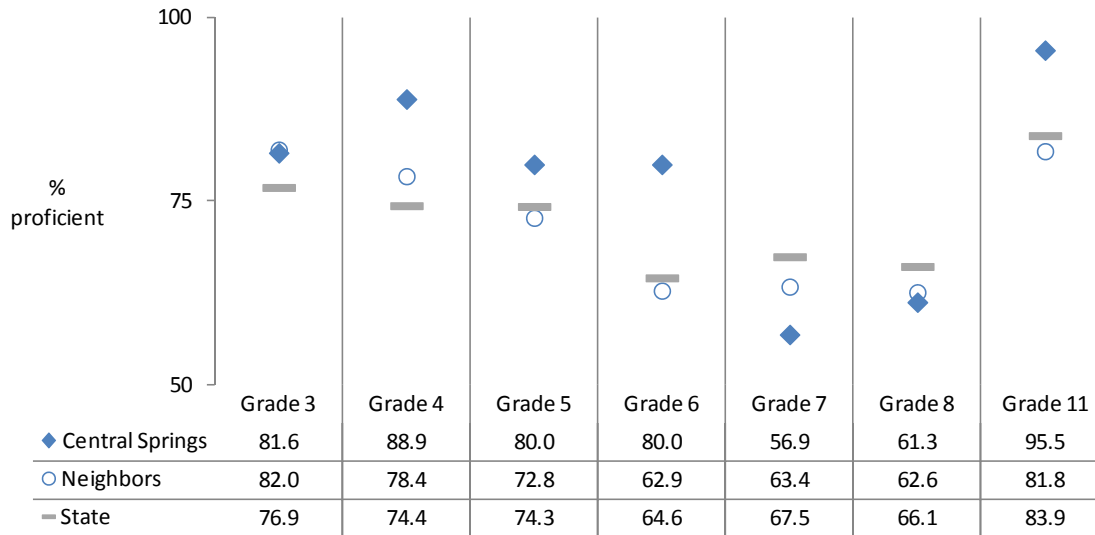 100
75
50
%
proficient
Grade 3 Grade 4 Grade 5 Grade 6 Grade 7 Grade 8 Grade 11
Central Springs 81.6 88.9 80.0 80.0 56.9 61.3 95.5
Neighbors 82.0 78.4 72.8 62.9 63.4 62.6 81.8
State 76.9 74.4 74.3 64.6 67.5 66.1 83.9